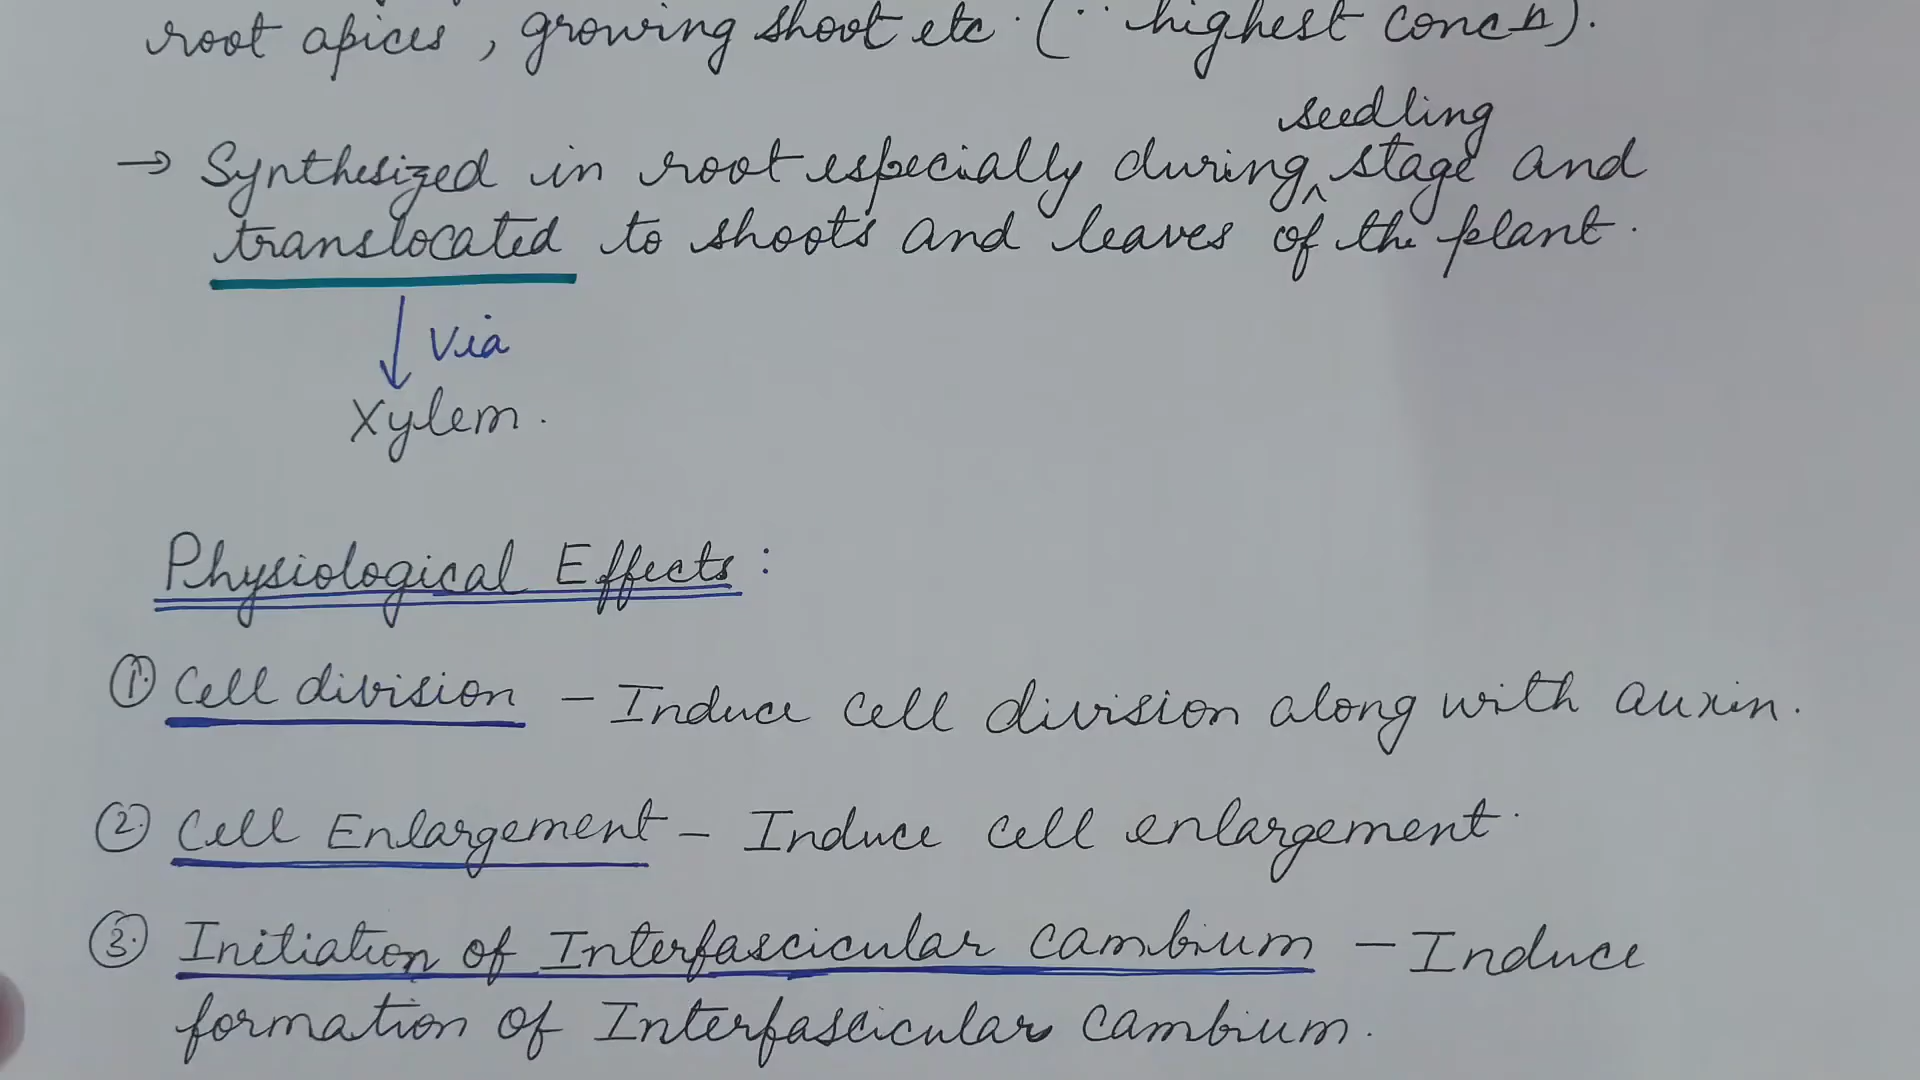 root apices, growing shoot etc. (∵ highest concn).
seedling
→ Synthesized in root especially during ^ stage and
translocated to shoots and leaves of the plant.
↓ Via
Xylem.
Physiological Effects:
① Cell division - Induce cell division along with auxin.
② Cell Enlargement - Induce cell enlargement.
③ Initiation of Interfascicular cambium - Induce
formation of Interfascicular cambium.